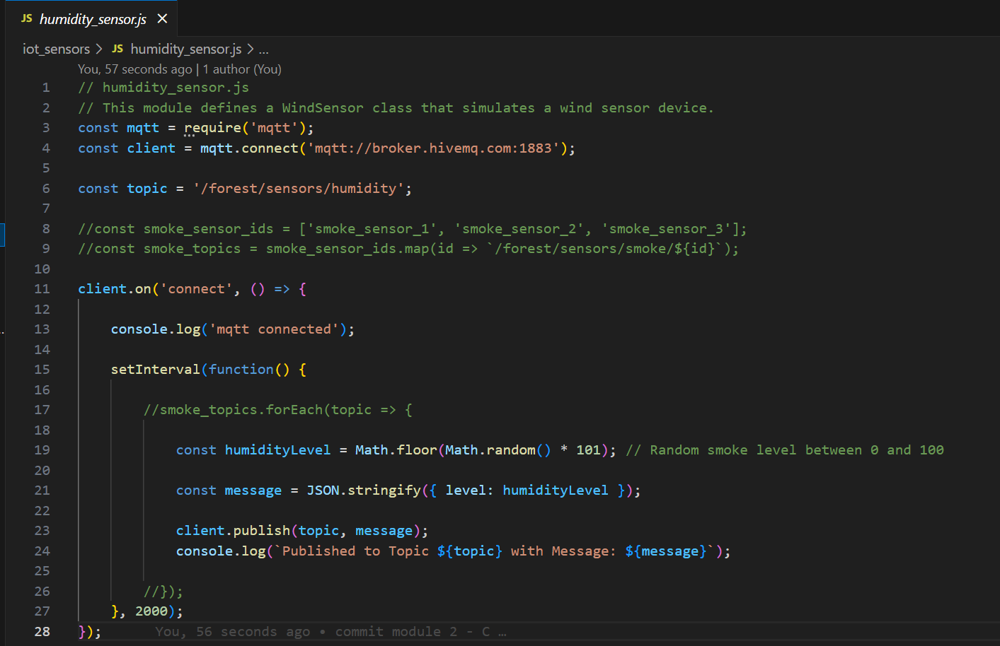 JS humidity_sensor.js ×
iot_sensors > JS humidity_sensor.js > ...
You, 57 seconds ago | 1 author (You)
1 // humidity_sensor.js
2 // This module defines a WindSensor class that simulates a wind sensor device.
3 const mqtt = require('mqtt');
4 const client = mqtt.connect('mqtt://broker.hivemq.com:1883');
5
6 const topic = '/forest/sensors/humidity';
7
8 //const smoke_sensor_ids = ['smoke_sensor_1', 'smoke_sensor_2', 'smoke_sensor_3'];
9 //const smoke_topics = smoke_sensor_ids.map(id => `/forest/sensors/smoke/${id}`);
10
11 client.on('connect', () => {
12
13 console.log('mqtt connected');
14
15 setInterval(function() {
16
17 //smoke_topics.forEach(topic => {
18
19 const humidityLevel = Math.floor(Math.random() * 101); // Random smoke level between 0 and 100
20
21 const message = JSON.stringify({ level: humidityLevel });
22
23 client.publish(topic, message);
24 console.log(`Published to Topic ${topic} with Message: ${message}`);
25
26 //});
27 }, 2000);
28 }); You, 56 seconds ago • commit module 2 - C …